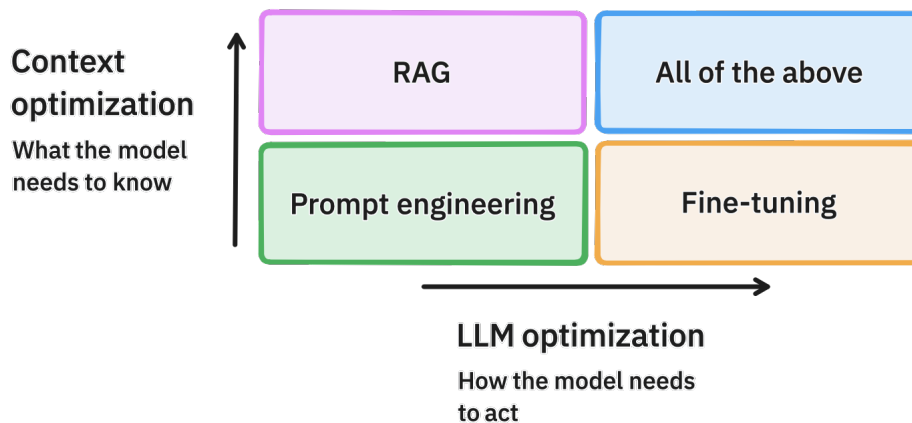 Context
optimization
What the model
needs to know
RAG
All of the above
Prompt engineering
Fine-tuning
LLM optimization
How the model needs
to act